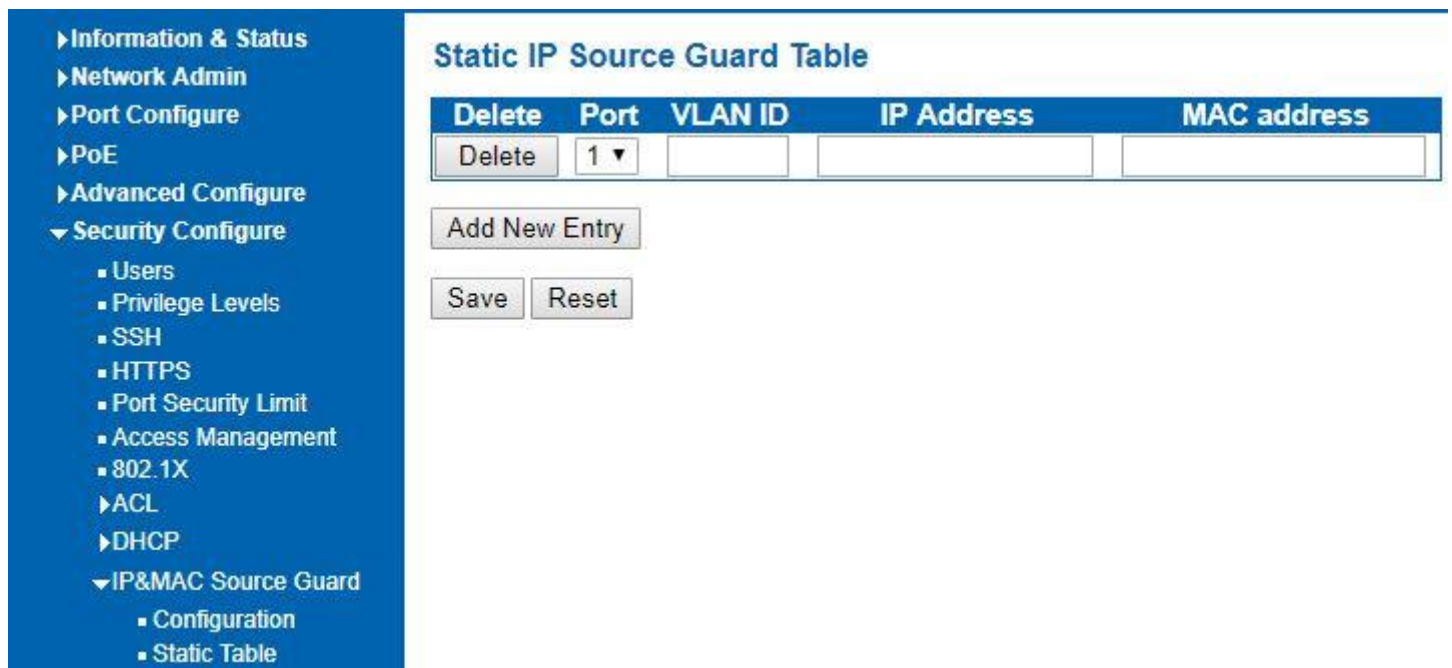 Information & Status
Network Admin
Port Configure
PoE
Advanced Configure
Security Configure
Users
Privilege Levels
SSH
HTTPS
Port Security Limit
Access Management
802.1X
ACL
DHCP
IP&MAC Source Guard
Configuration
Static Table
Static IP Source Guard Table
Delete Port VLAN ID IP Address MAC address
Delete 1
Add New Entry
Save Reset